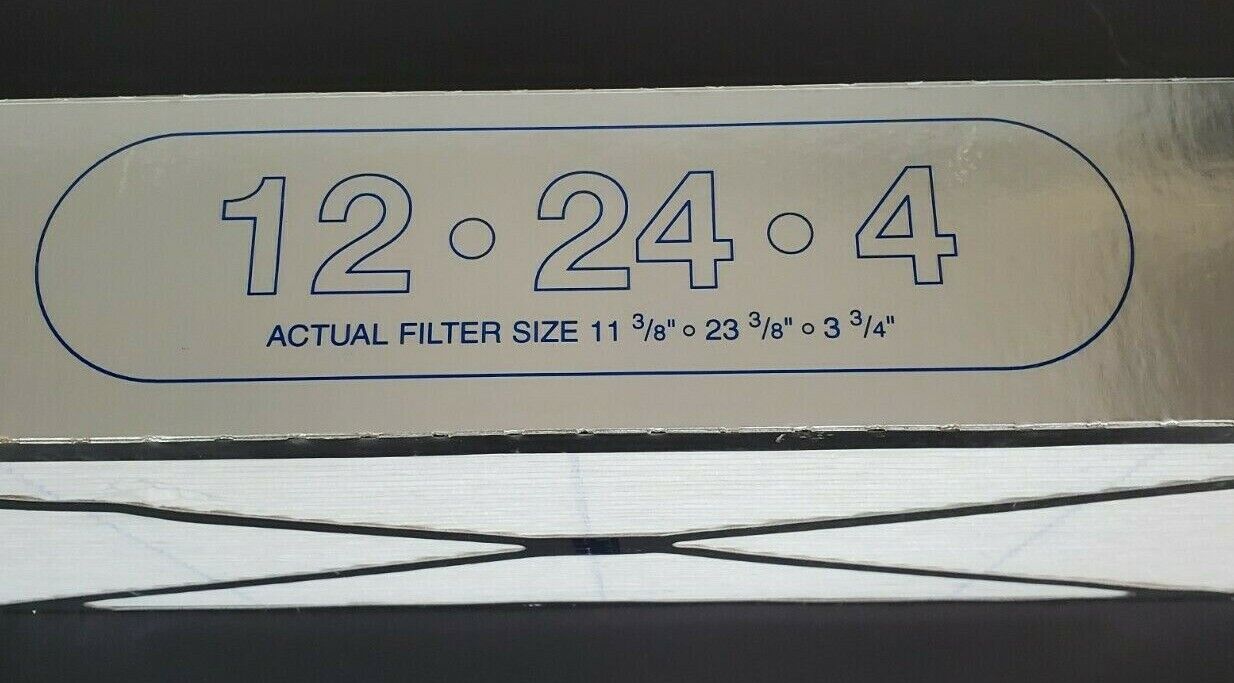 12 ○ 24 ○ 4
ACTUAL FILTER SIZE 11 3/8" ○ 23 3/8" ○ 3 3/4"